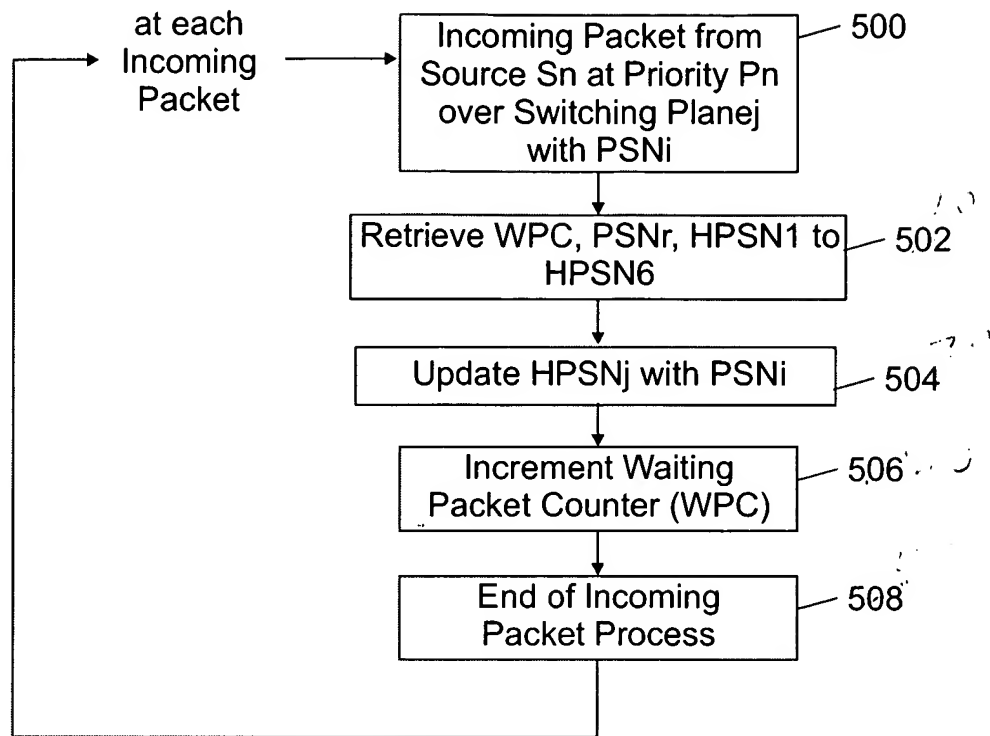 at each
Incoming
Packet
Incoming Packet from
Source Sn at Priority Pn
over Switching Planej
with PSNi
500
Retrieve WPC, PSNr, HPSN1 to
HPSN6
502
Update HPSNj with PSNi
504
Increment Waiting
Packet Counter (WPC)
506
End of Incoming
Packet Process
508